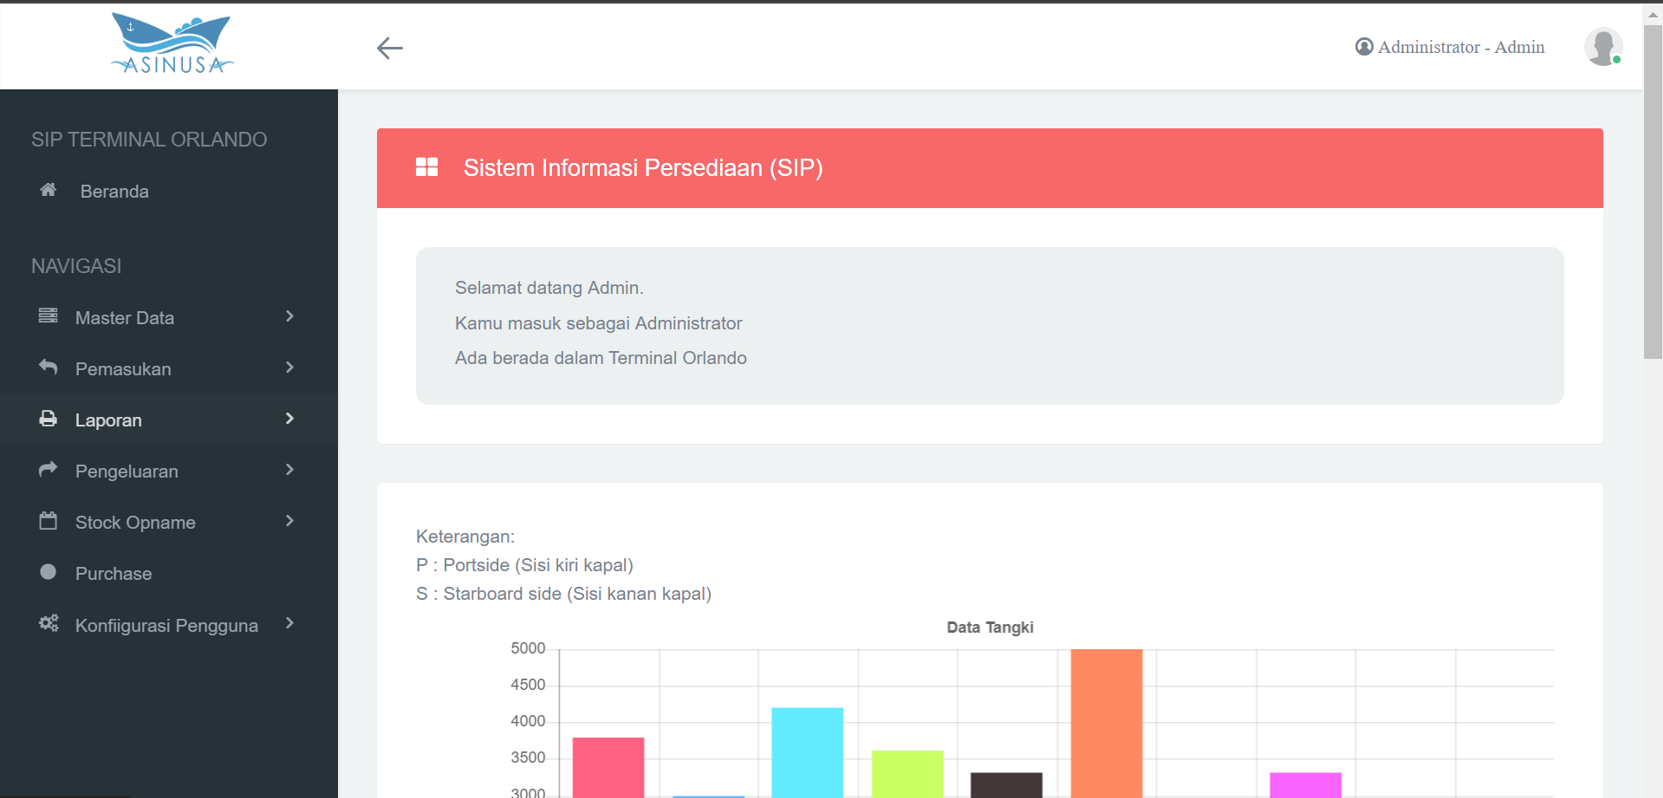 ASINUSA
Administrator - Admin
SIP TERMINAL ORLANDO
Beranda
NAVIGASI
Master Data
Pemasukan
Laporan
Pengeluaran
Stock Opname
Purchase
Konfiigurasi Pengguna
Sistem Informasi Persediaan (SIP)
Selamat datang Admin.
Kamu masuk sebagai Administrator
Ada berada dalam Terminal Orlando
Keterangan:
P : Portside (Sisi kiri kapal)
S : Starboard side (Sisi kanan kapal)
Data Tangki
5000
4500
4000
3500
3000